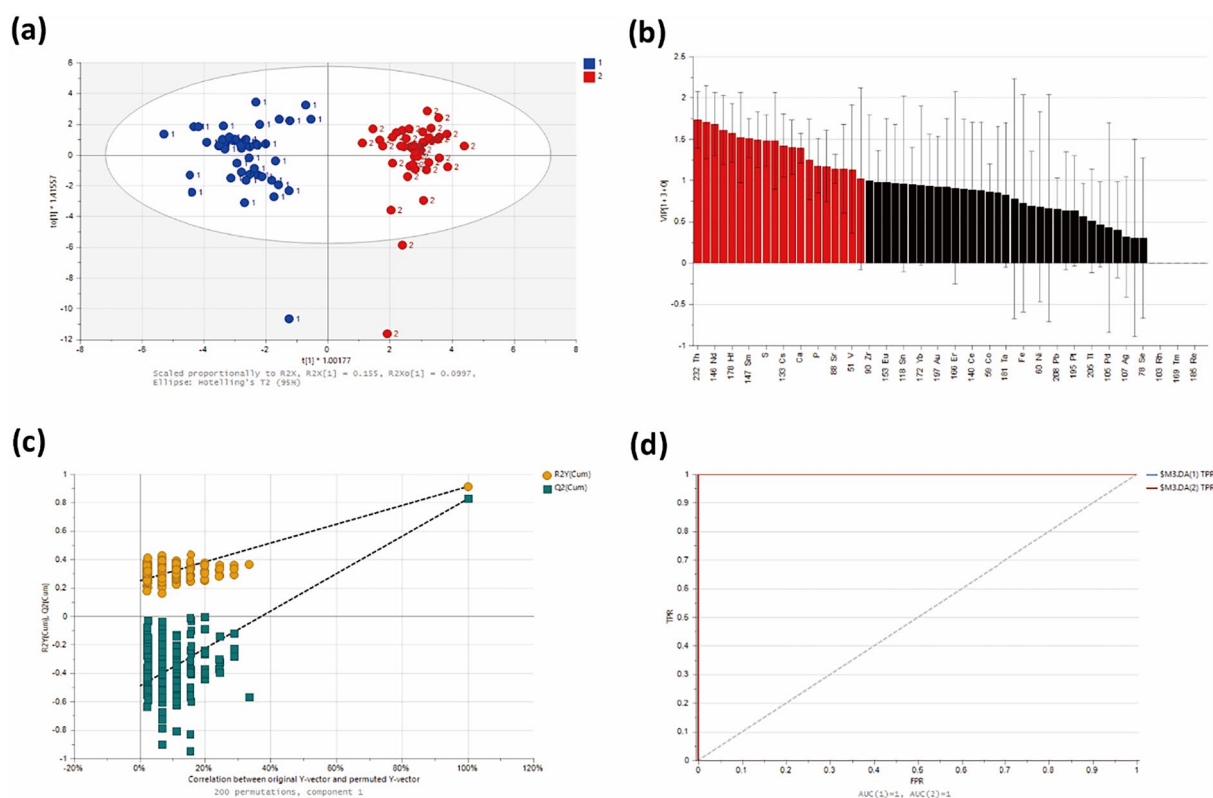 (a)
6
4
2
0
-2
-4
-6
-8
-10
-12
to[1] * 1.41557
-8
-6
-4
-2
0
2
4
6
8
t[1] * 1.00177
1
2
Scaled proportionally to R2X, R2X[1] = 0.155, R2Xo[1] = 0.0997,
Ellipse: Hotelling's T2 (95%)
(b)
2.5
2
1.5
1
0.5
0
-0.5
-1
VIP[1 + 3 + 0]
232 Th
146 Nd
178 Hf
147 Sm
S
133 Cs
Ca
P
88 Sr
51 V
90 Zr
153 Eu
118 Sn
172 Yb
197 Au
166 Er
140 Ce
59 Co
181 Ta
Fe
60 Ni
208 Pb
195 Pt
205 Tl
105 Pd
107 Ag
78 Se
103 Rh
169 Tm
185 Re
(c)
1
0.8
0.6
0.4
0.2
0
-0.2
-0.4
-0.6
-0.8
-1
R2Y(Cum), Q2(Cum)
-20%
0%
20%
40%
60%
80%
100%
120%
Correlation between original Y-vector and permuted Y-vector
200 permutations, component 1
R2Y(Cum)
Q2(Cum)
(d)
1
0.9
0.8
0.7
0.6
0.5
0.4
0.3
0.2
0.1
0
TPR
0
0.1
0.2
0.3
0.4
0.5
0.6
0.7
0.8
0.9
1
FPR
AUC(1)=1, AUC(2)=1
$M3.DA(1) TPR
$M3.DA(2) TPR